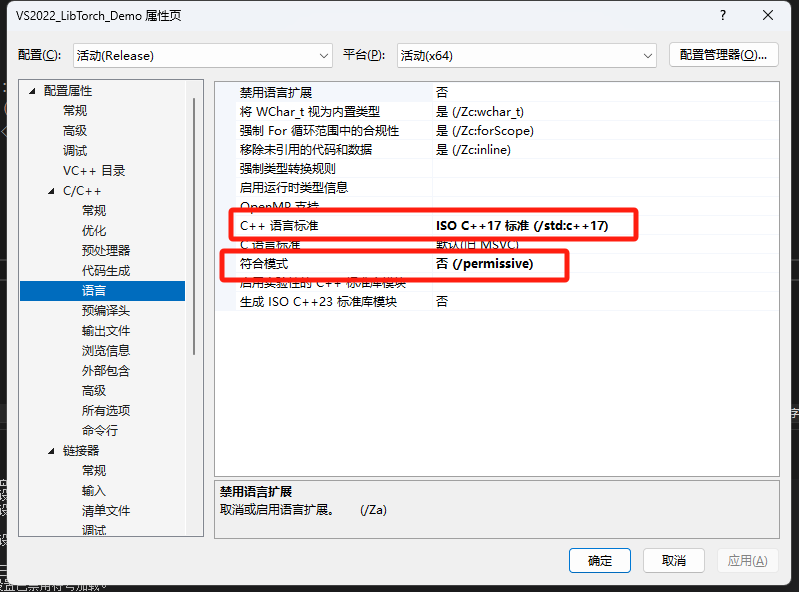 VS2022_LibTorch_Demo 属性页
配置(C): 活动(Release) 平台(P): 活动(x64) 配置管理器(O)...
配置属性
常规
高级
调试
VC++ 目录
C/C++
常规
优化
预处理器
代码生成
语言
预编译头
输出文件
浏览信息
外部包含
高级
所有选项
命令行
链接器
常规
输入
清单文件
调试
禁用语言扩展 否
将 WChar_t 视为内置类型 是 (/Zc:wchar_t)
强制 For 循环范围中的合规性 是 (/Zc:forScope)
移除未引用的代码和数据 是 (/Zc:inline)
强制类型转换规则
启用运行时类型信息
OpenMP 支持
C++ 语言标准 ISO C++17 标准 (/std:c++17)
C 语言标准 默认(旧 MSVC)
符合模式 否 (/permissive)
启用实验性的 C++ 标准库模块
生成 ISO C++23 标准库模块 否
禁用语言扩展
取消或启用语言扩展。 (/Za)
确定 取消 应用(A)